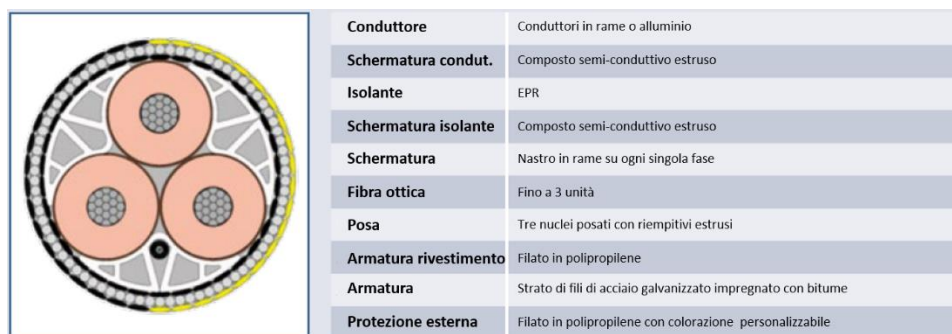 Conduttore Conduttori in rame o alluminio
Schermatura condut. Composto semi-conduttivo estruso
Isolante EPR
Schermatura isolante Composto semi-conduttivo estruso
Schermatura Nastro in rame su ogni singola fase
Fibra ottica Fino a 3 unità
Posa Tre nuclei posati con riempitivi estrusi
Armatura rivestimento Filato in polipropilene
Armatura Strato di fili di acciaio galvanizzato impregnato con bitume
Protezione esterna Filato in polipropilene con colorazione personalizzabile